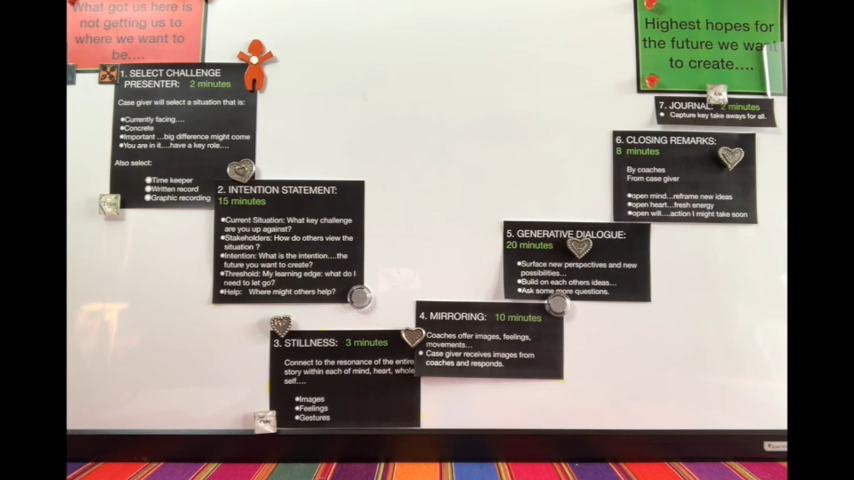 What got us here is
not getting us to
where we want to
be....
1. SELECT CHALLENGE
PRESENTER: 2 minutes
Case giver will select a situation that is:
Currently facing....
Concrete
Important ...big difference might come
You are in it....have a key role....
Also select:
Time keeper
Written record
Graphic recording
2. INTENTION STATEMENT:
15 minutes
Current Situation: What key challenge
are you up against?
Stakeholders: How do others view the
situation ?
Intention: What is the intention....the
future you want to create?
Threshold: My learning edge: what do I
need to let go?
Help: Where might others help?
3. STILLNESS: 3 minutes
Connect to the resonance of the entire
story within each of mind, heart, whole
self....
Images
Feelings
Gestures
4. MIRRORING: 10 minutes
Coaches offer images, feelings,
movements...
Case giver receives images from
coaches and responds.
5. GENERATIVE DIALOGUE:
20 minutes
Surface new perspectives and new
possibilities...
Build on each others ideas...
Ask some more questions.
6. CLOSING REMARKS:
8 minutes
By coaches
From case giver
open mind...reframe new ideas
open heart...fresh energy
open will....action I might take soon
7. JOURNAL: 2 minutes
Capture key take aways for all.
Highest hopes for
the future we want
to create....